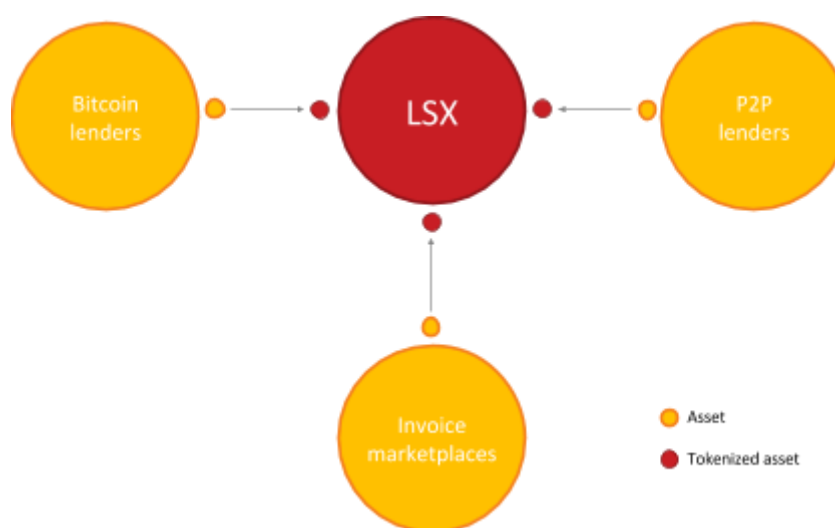 Bitcoin
lenders
LSX
P2P
lenders
Invoice
marketplaces
Asset
Tokenized asset